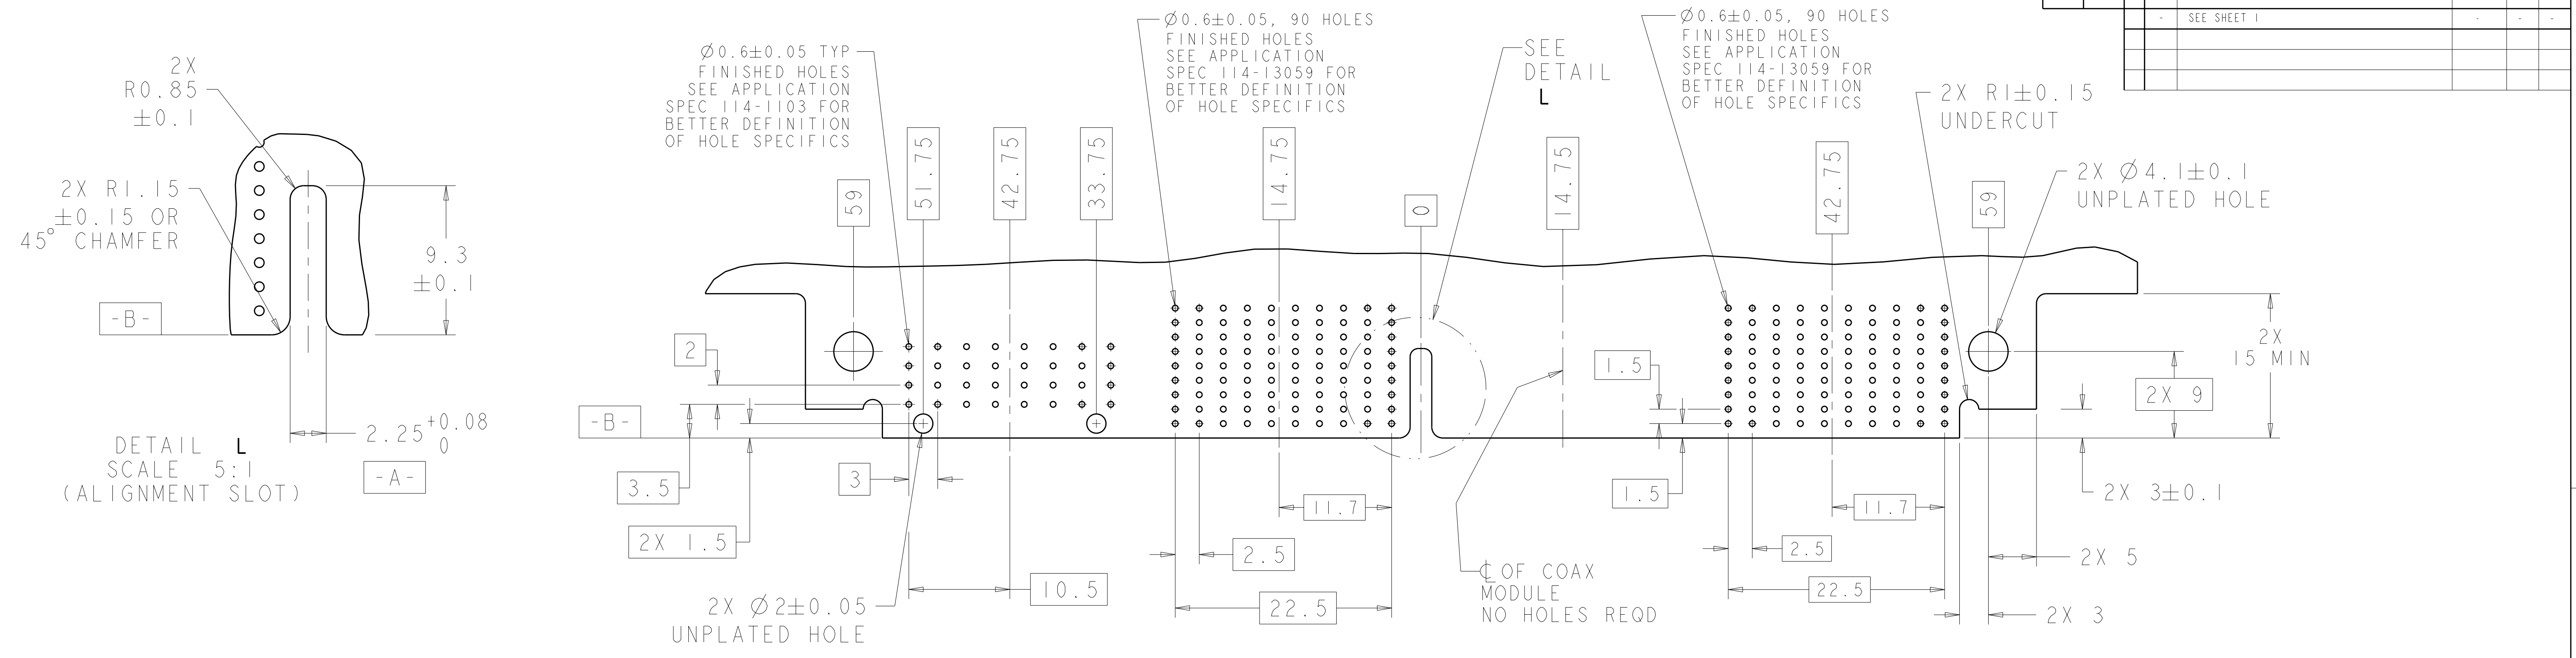 2X
R0.85
±0.1
2X R1.15
±0.15 OR
45° CHAMFER
9.3
±0.1
-B-
2.25 +0.08
0
-A-
DETAIL L
SCALE 5:1
(ALIGNMENT SLOT)
Ø0.6±0.05 TYP
FINISHED HOLES
SEE APPLICATION
SPEC 114-1103 FOR
BETTER DEFINITION
OF HOLE SPECIFICS
59
51.75
42.75
33.75
Ø0.6±0.05, 90 HOLES
FINISHED HOLES
SEE APPLICATION
SPEC 114-13059 FOR
BETTER DEFINITION
OF HOLE SPECIFICS
14.75
0
SEE
DETAIL
L
14.75
Ø0.6±0.05, 90 HOLES
FINISHED HOLES
SEE APPLICATION
SPEC 114-13059 FOR
BETTER DEFINITION
OF HOLE SPECIFICS
42.75
59
- SEE SHEET 1 - - -
2X R1±0.15
UNDERCUT
2X Ø4.1±0.1
UNPLATED HOLE
2
-B-
3.5
2X 1.5
3
10.5
2X Ø2±0.05
UNPLATED HOLE
11.7
2.5
22.5
℄ OF COAX
MODULE
NO HOLES REQD
1.5
1.5
11.7
2.5
22.5
2X
15 MIN
2X 9
2X 3±0.1
2X 5
2X 3